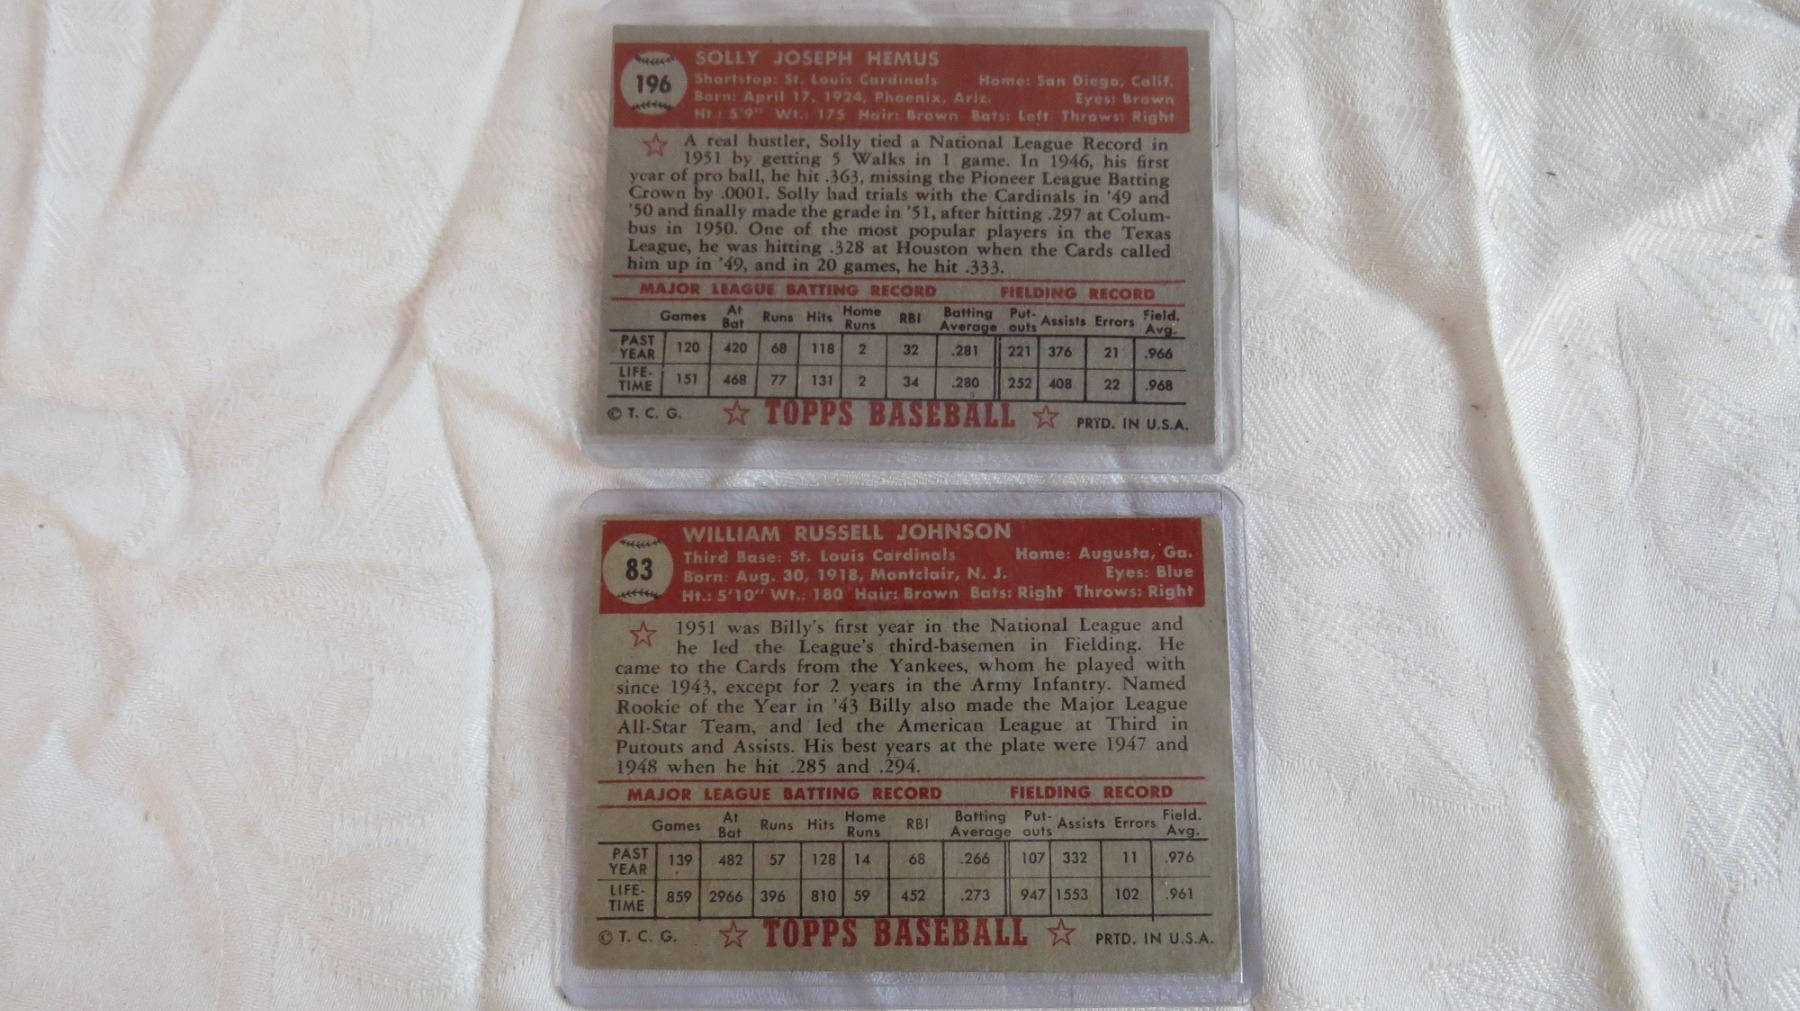 196
SOLLY JOSEPH HEMUS
Shortstop: St. Louis Cardinals Home: San Diego, Calif.
Born: April 17, 1924, Phoenix, Ariz. Eyes: Brown
Ht.: 5'9" Wt.: 175 Hair: Brown Bats: Left Throws: Right
A real hustler, Solly tied a National League Record in
1951 by getting 5 Walks in 1 game. In 1946, his first
year of pro ball, he hit .363, missing the Pioneer League Batting
Crown by .0001. Solly had trials with the Cardinals in '49 and
'50 and finally made the grade in '51, after hitting .297 at Colum-
bus in 1950. One of the most popular players in the Texas
League, he was hitting .328 at Houston when the Cards called
him up in '49, and in 20 games, he hit .333.
MAJOR LEAGUE BATTING RECORD FIELDING RECORD
Games At Bat Runs Hits Home Runs RBI Batting Average Put-outs Assists Errors Field. Avg.
PAST YEAR 120 420 68 118 2 32 .281 221 376 21 .966
LIFE-TIME 151 468 77 131 2 34 .280 252 408 22 .968
© T. C. G. TOPPS BASEBALL PRTD. IN U.S.A.
83
WILLIAM RUSSELL JOHNSON
Third Base: St. Louis Cardinals Home: Augusta, Ga.
Born: Aug. 30, 1918, Montclair, N. J. Eyes: Blue
Ht.: 5'10" Wt.: 180 Hair: Brown Bats: Right Throws: Right
1951 was Billy's first year in the National League and
he led the League's third-basemen in Fielding. He
came to the Cards from the Yankees, whom he played with
since 1943, except for 2 years in the Army Infantry. Named
Rookie of the Year in '43 Billy also made the Major League
All-Star Team, and led the American League at Third in
Putouts and Assists. His best years at the plate were 1947 and
1948 when he hit .285 and .294.
MAJOR LEAGUE BATTING RECORD FIELDING RECORD
Games At Bat Runs Hits Home Runs RBI Batting Average Put-outs Assists Errors Field. Avg.
PAST YEAR 139 482 57 128 14 68 .266 107 332 11 .976
LIFE-TIME 859 2966 396 810 59 452 .273 947 1553 102 .961
© T. C. G. TOPPS BASEBALL PRTD. IN U.S.A.